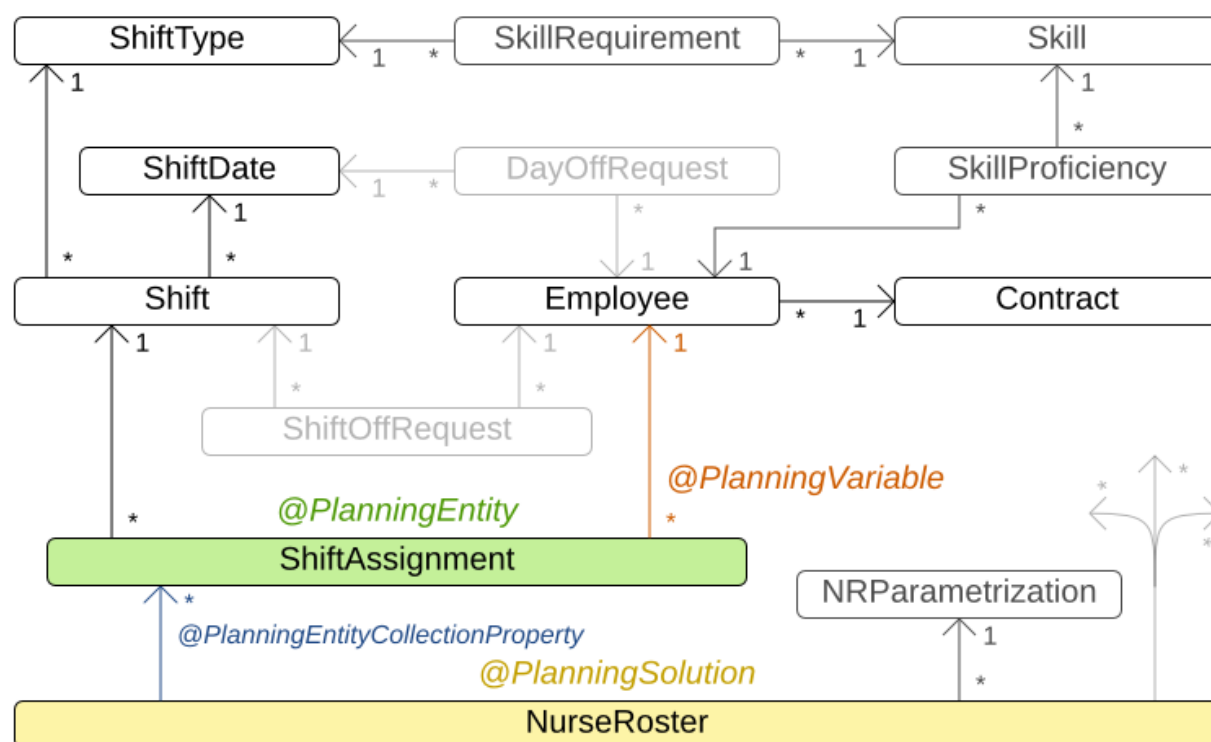 ShiftType
1
*
SkillRequirement
*
1
Skill
1
1
*
ShiftDate
1
*
DayOffRequest
SkillProficiency
1
*
*
1
*
*
1
Shift
Employee
*
1
Contract
1
1
1
1
*
*
ShiftOffRequest
@PlanningVariable
*
*
@PlanningEntity
*
*
*
ShiftAssignment
*
NRParametrization
@PlanningEntityCollectionProperty
1
@PlanningSolution
*
NurseRoster